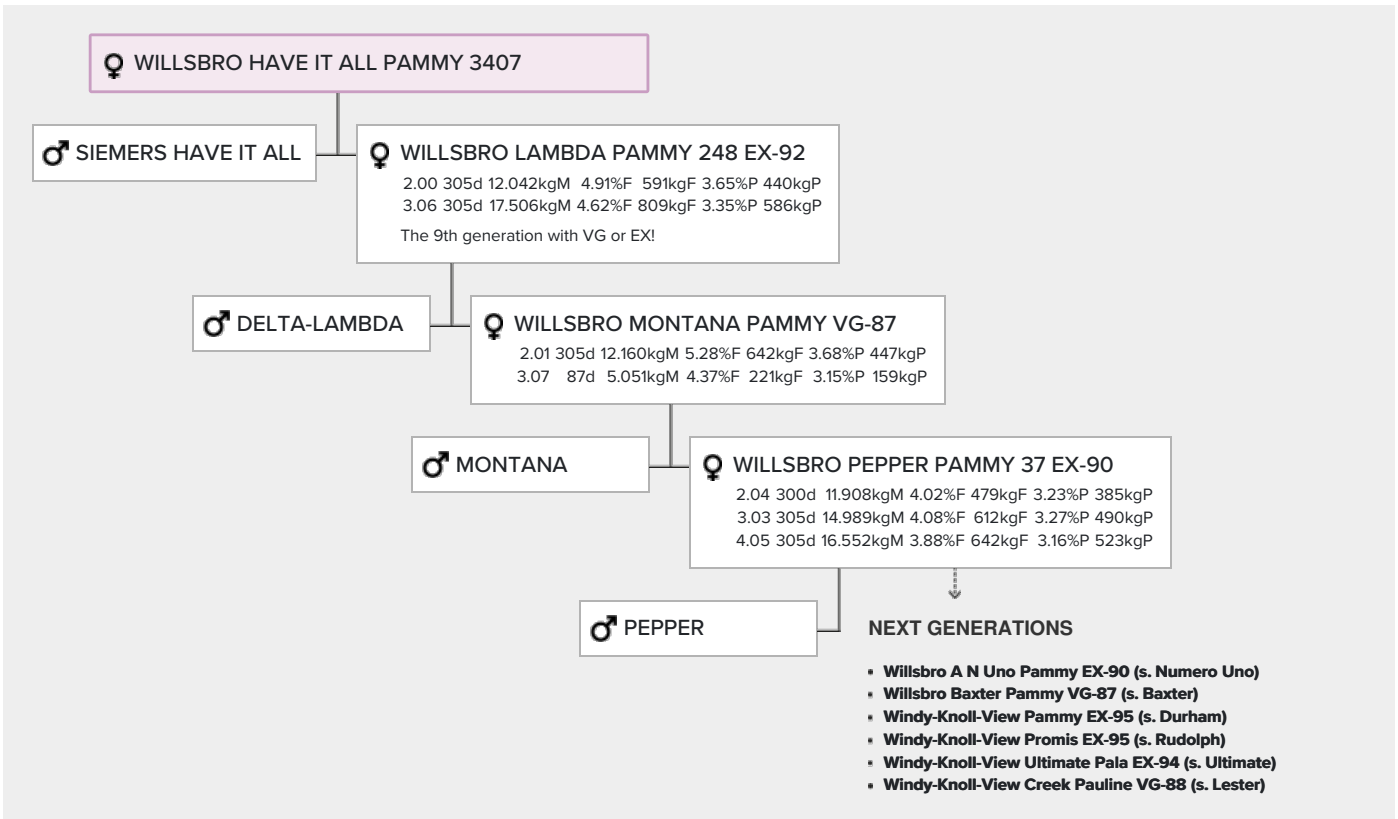 WILLSBRO HAVE IT ALL PAMMY 3407
SIEMERS HAVE IT ALL
WILLSBRO LAMBDA PAMMY 248 EX-92
2.00 305d 12.042kgM 4.91%F 591kgF 3.65%P 440kgP
3.06 305d 17.506kgM 4.62%F 809kgF 3.35%P 586kgP
The 9th generation with VG or EX!
DELTA-LAMBDA
WILLSBRO MONTANA PAMMY VG-87
2.01 305d 12.160kgM 5.28%F 642kgF 3.68%P 447kgP
3.07 87d 5.051kgM 4.37%F 221kgF 3.15%P 159kgP
MONTANA
WILLSBRO PEPPER PAMMY 37 EX-90
2.04 300d 11.908kgM 4.02%F 479kgF 3.23%P 385kgP
3.03 305d 14.989kgM 4.08%F 612kgF 3.27%P 490kgP
4.05 305d 16.552kgM 3.88%F 642kgF 3.16%P 523kgP
PEPPER
NEXT GENERATIONS
• Willsbro A N Uno Pammy EX-90 (s. Numero Uno)
• Willsbro Baxter Pammy VG-87 (s. Baxter)
• Windy-Knoll-View Pammy EX-95 (s. Durham)
• Windy-Knoll-View Promis EX-95 (s. Rudolph)
• Windy-Knoll-View Ultimate Pala EX-94 (s. Ultimate)
• Windy-Knoll-View Creek Pauline VG-88 (s. Lester)